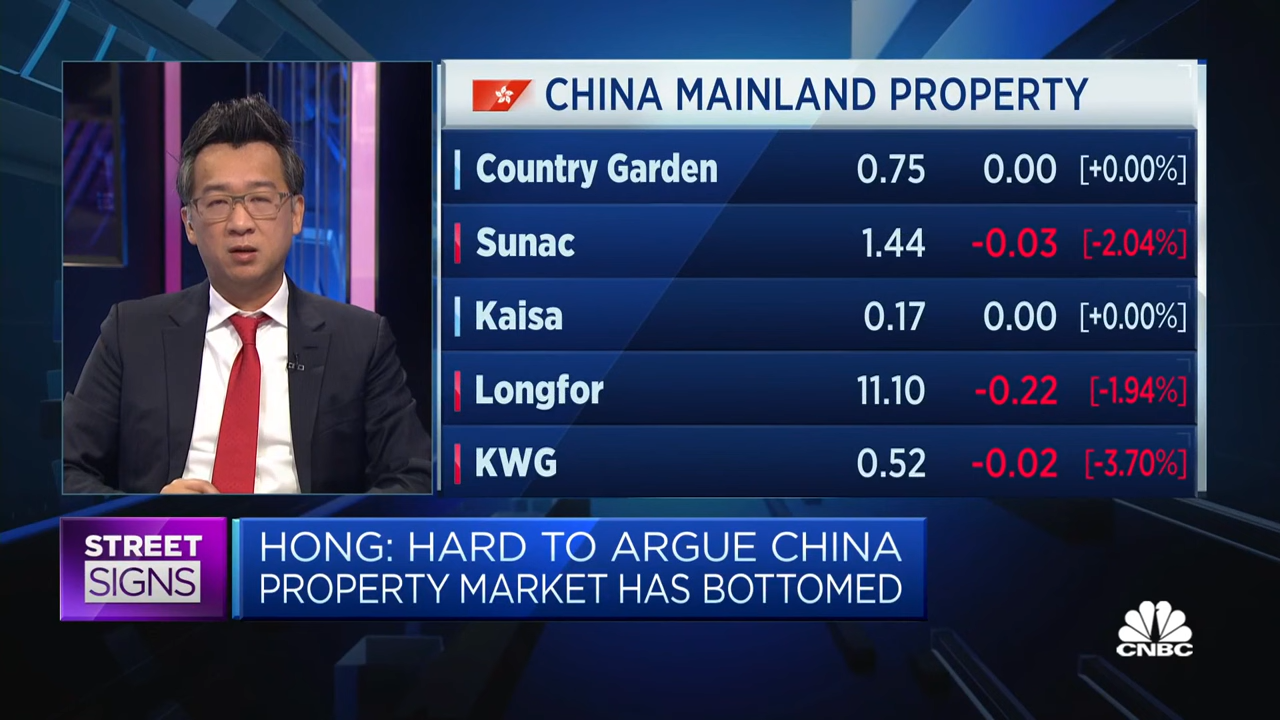 CHINA MAINLAND PROPERTY
Country Garden 0.75 0.00 [+0.00%]
Sunac 1.44 -0.03 [-2.04%]
Kaisa 0.17 0.00 [+0.00%]
Longfor 11.10 -0.22 [-1.94%]
KWG 0.52 -0.02 [-3.70%]
STREET
SIGNS
HONG: HARD TO ARGUE CHINA
PROPERTY MARKET HAS BOTTOMED
CNBC